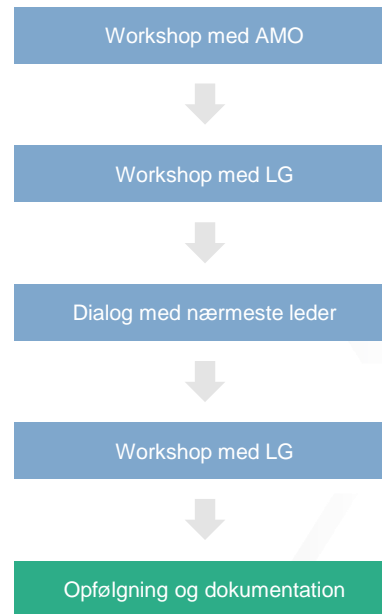 Workshop med AMO
Workshop med LG
Dialog med nærmeste leder
Workshop med LG
Opfølgning og dokumentation